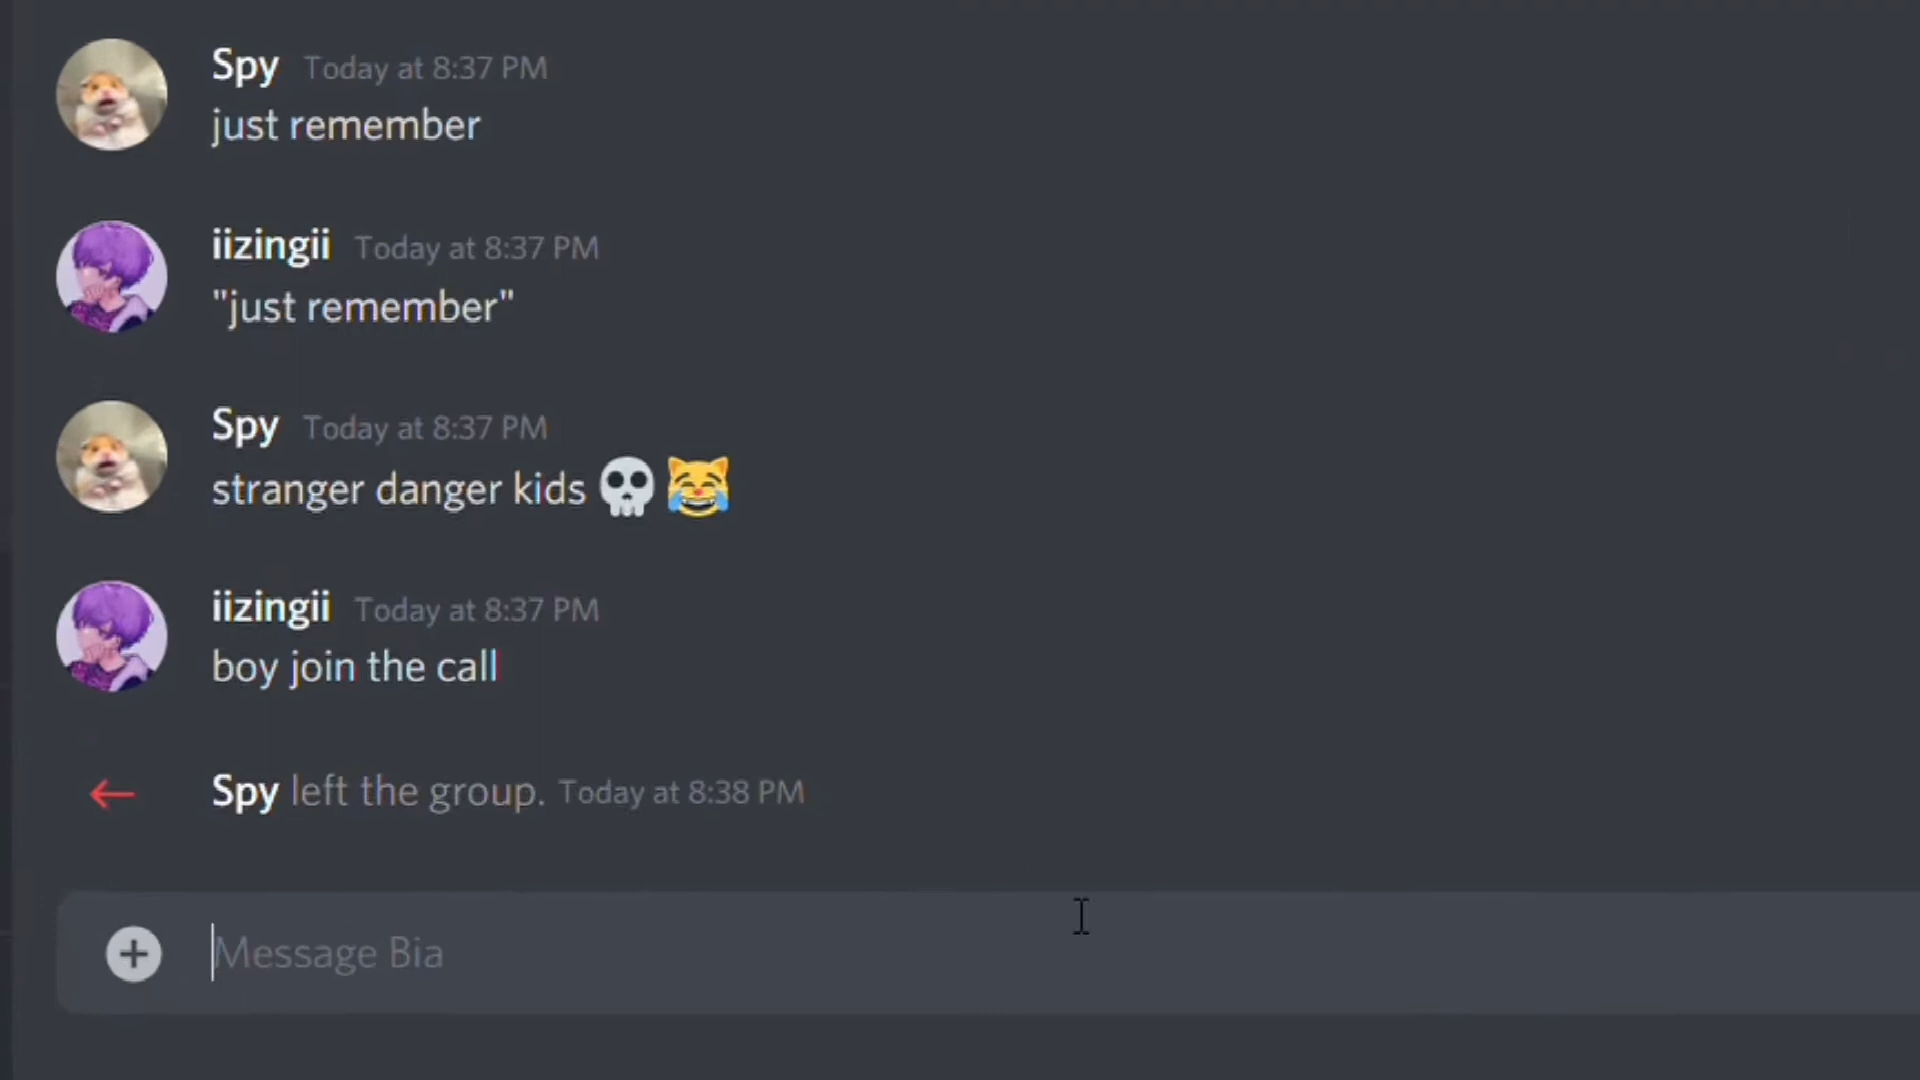 Spy Today at 8:37 PM
just remember
iizingii Today at 8:37 PM
"just remember"
Spy Today at 8:37 PM
stranger danger kids 💀 😹
iizingii Today at 8:37 PM
boy join the call
Spy left the group. Today at 8:38 PM
Message Bia